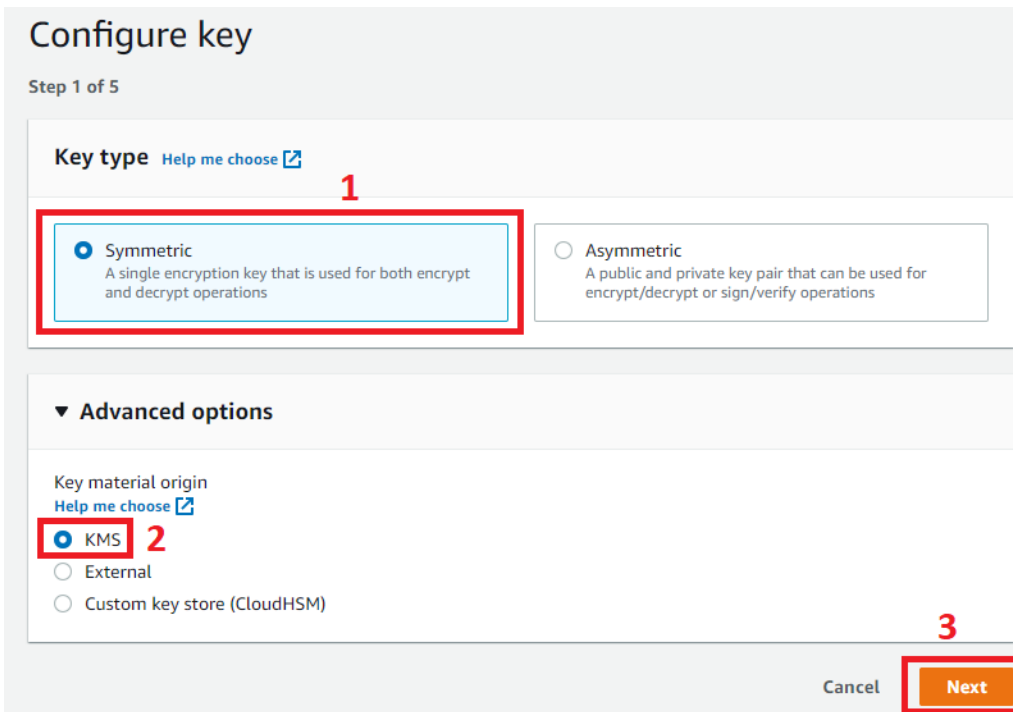 Configure key
Step 1 of 5
Key type Help me choose
1
Symmetric
A single encryption key that is used for both encrypt
and decrypt operations
Asymmetric
A public and private key pair that can be used for
encrypt/decrypt or sign/verify operations
Advanced options
Key material origin
Help me choose
KMS 2
External
Custom key store (CloudHSM)
3
Cancel Next